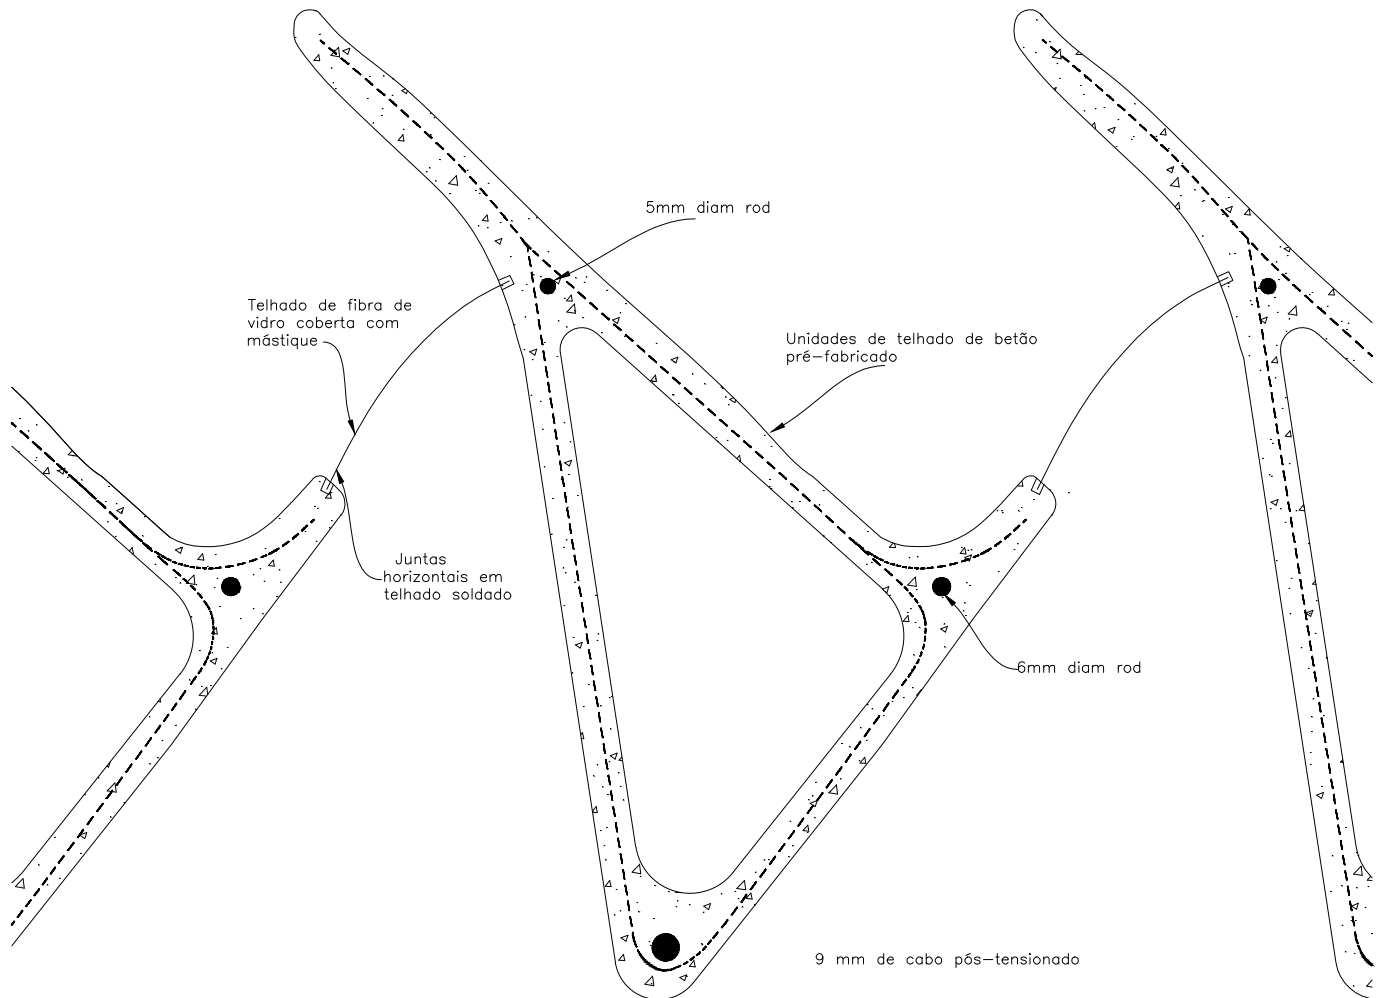 5mm diam rod
Telhado de fibra de
vidro coberta com
mástique
Unidades de telhado de betão
pré-fabricado
Juntas
horizontais em
telhado soldado
6mm diam rod
9 mm de cabo pós-tensionado